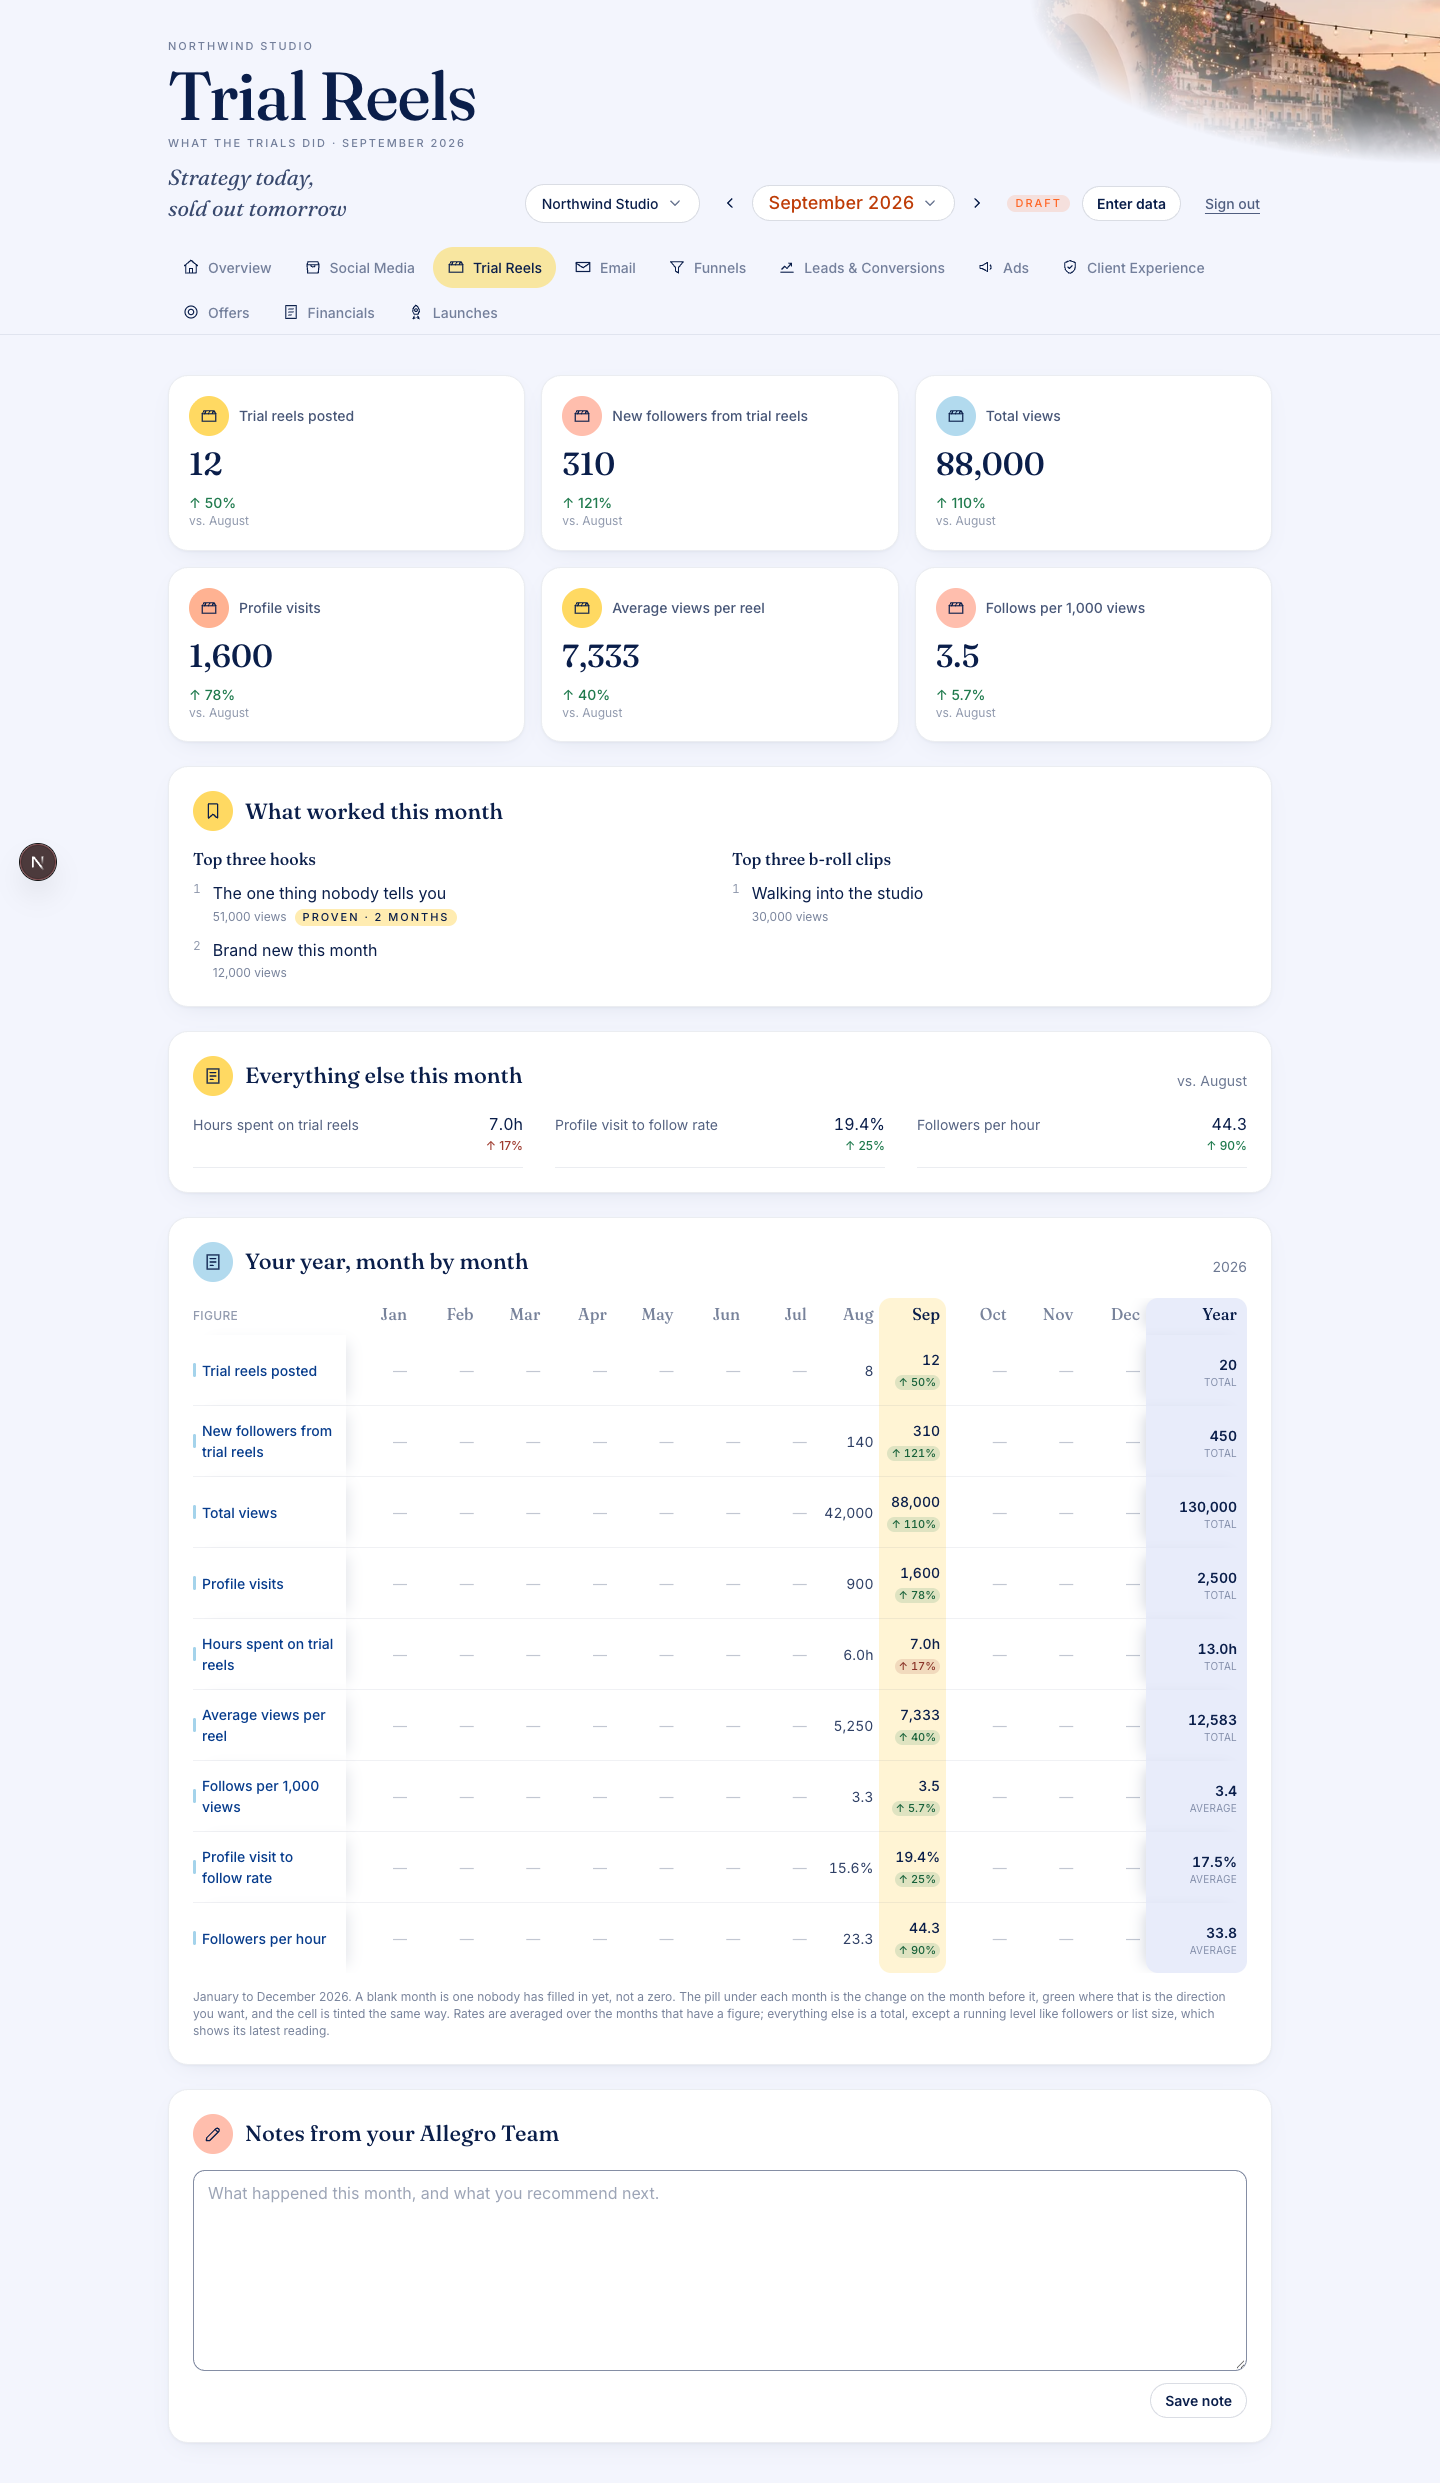 NORTHWIND STUDIO
Trial Reels
WHAT THE TRIALS DID · SEPTEMBER 2026
Strategy today,
sold out tomorrow
Northwind Studio
September 2026
DRAFT
Enter data
Sign out
Overview
Social Media
Trial Reels
Email
Funnels
Leads & Conversions
Ads
Client Experience
Offers
Financials
Launches
Trial reels posted
12
↑ 50%
vs. August
New followers from trial reels
310
↑ 121%
vs. August
Total views
88,000
↑ 110%
vs. August
Profile visits
1,600
↑ 78%
vs. August
Average views per reel
7,333
↑ 40%
vs. August
Follows per 1,000 views
3.5
↑ 5.7%
vs. August
N
What worked this month
Top three hooks
1 The one thing nobody tells you
51,000 views PROVEN · 2 MONTHS
2 Brand new this month
12,000 views
Top three b-roll clips
1 Walking into the studio
30,000 views
Everything else this month
vs. August
Hours spent on trial reels 7.0h
↑ 17%
Profile visit to follow rate 19.4%
↑ 25%
Followers per hour 44.3
↑ 90%
Your year, month by month
2026
FIGURE Jan Feb Mar Apr May Jun Jul Aug Sep Oct Nov Dec Year
Trial reels posted — — — — — — — 8 12 ↑ 50% — — — 20 TOTAL
New followers from trial reels — — — — — — — 140 310 ↑ 121% — — — 450 TOTAL
Total views — — — — — — — 42,000 88,000 ↑ 110% — — — 130,000 TOTAL
Profile visits — — — — — — — 900 1,600 ↑ 78% — — — 2,500 TOTAL
Hours spent on trial reels — — — — — — — 6.0h 7.0h ↑ 17% — — — 13.0h TOTAL
Average views per reel — — — — — — — 5,250 7,333 ↑ 40% — — — 12,583 TOTAL
Follows per 1,000 views — — — — — — — 3.3 3.5 ↑ 5.7% — — — 3.4 AVERAGE
Profile visit to follow rate — — — — — — — 15.6% 19.4% ↑ 25% — — — 17.5% AVERAGE
Followers per hour — — — — — — — 23.3 44.3 ↑ 90% — — — 33.8 AVERAGE
January to December 2026. A blank month is one nobody has filled in yet, not a zero. The pill under each month is the change on the month before it, green where that is the direction
you want, and the cell is tinted the same way. Rates are averaged over the months that have a figure; everything else is a total, except a running level like followers or list size, which
shows its latest reading.
Notes from your Allegro Team
What happened this month, and what you recommend next.
Save note